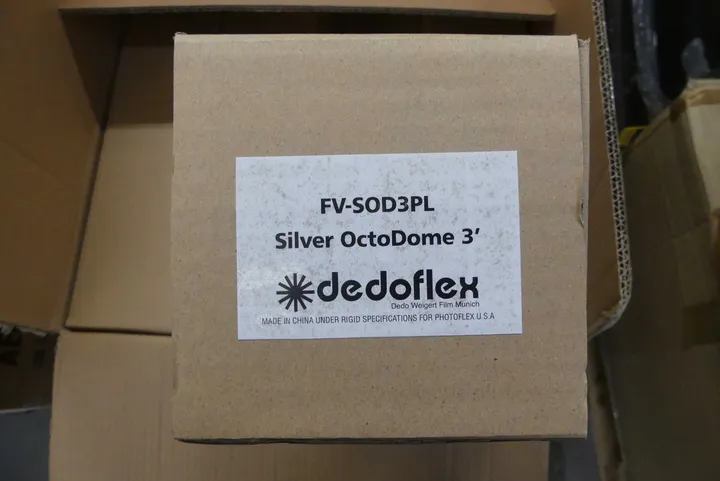 FV-SOD3PL
Silver OctoDome 3’
dedoflex
Dedo Weigert Film Munich
MADE IN CHINA UNDER RIGID SPECIFICATIONS FOR PHOTOFLEX U.S.A